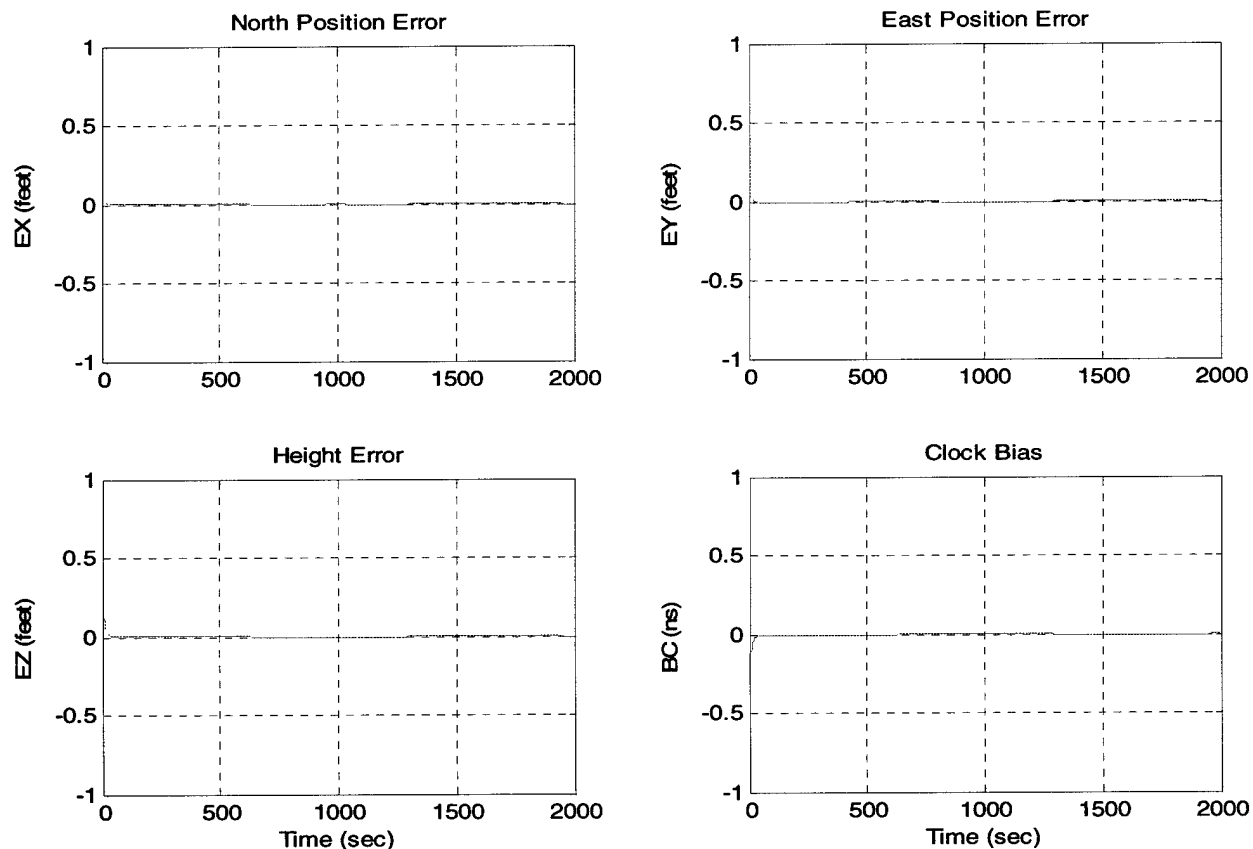 North Position Error
1
0.5
0
-0.5
-1
EX (feet)
0 500 1000 1500 2000
East Position Error
1
0.5
0
-0.5
-1
EY (feet)
0 500 1000 1500 2000
Height Error
1
0.5
0
-0.5
-1
EZ (feet)
0 500 1000 1500 2000
Time (sec)
Clock Bias
1
0.5
0
-0.5
-1
BC (ns)
0 500 1000 1500 2000
Time (sec)